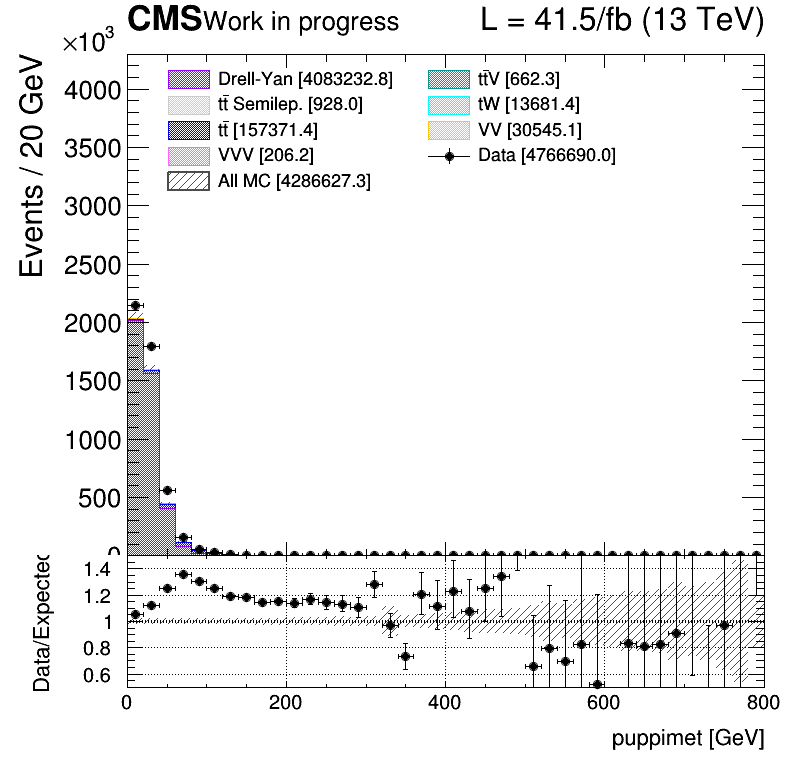 CMS Work in progress L = 41.5/fb (13 TeV)
×10³
Events / 20 GeV
4000
3500
3000
2500
2000
1500
1000
500
0
Drell-Yan [4083232.8]
tt̄ Semilep. [928.0]
tt̄ [157371.4]
VVV [206.2]
All MC [4286627.3]
tt̄V [662.3]
tW [13681.4]
VV [30545.1]
Data [4766690.0]
Data/Expected
1.4
1.2
1
0.8
0.6
0 200 400 600 800
puppimet [GeV]